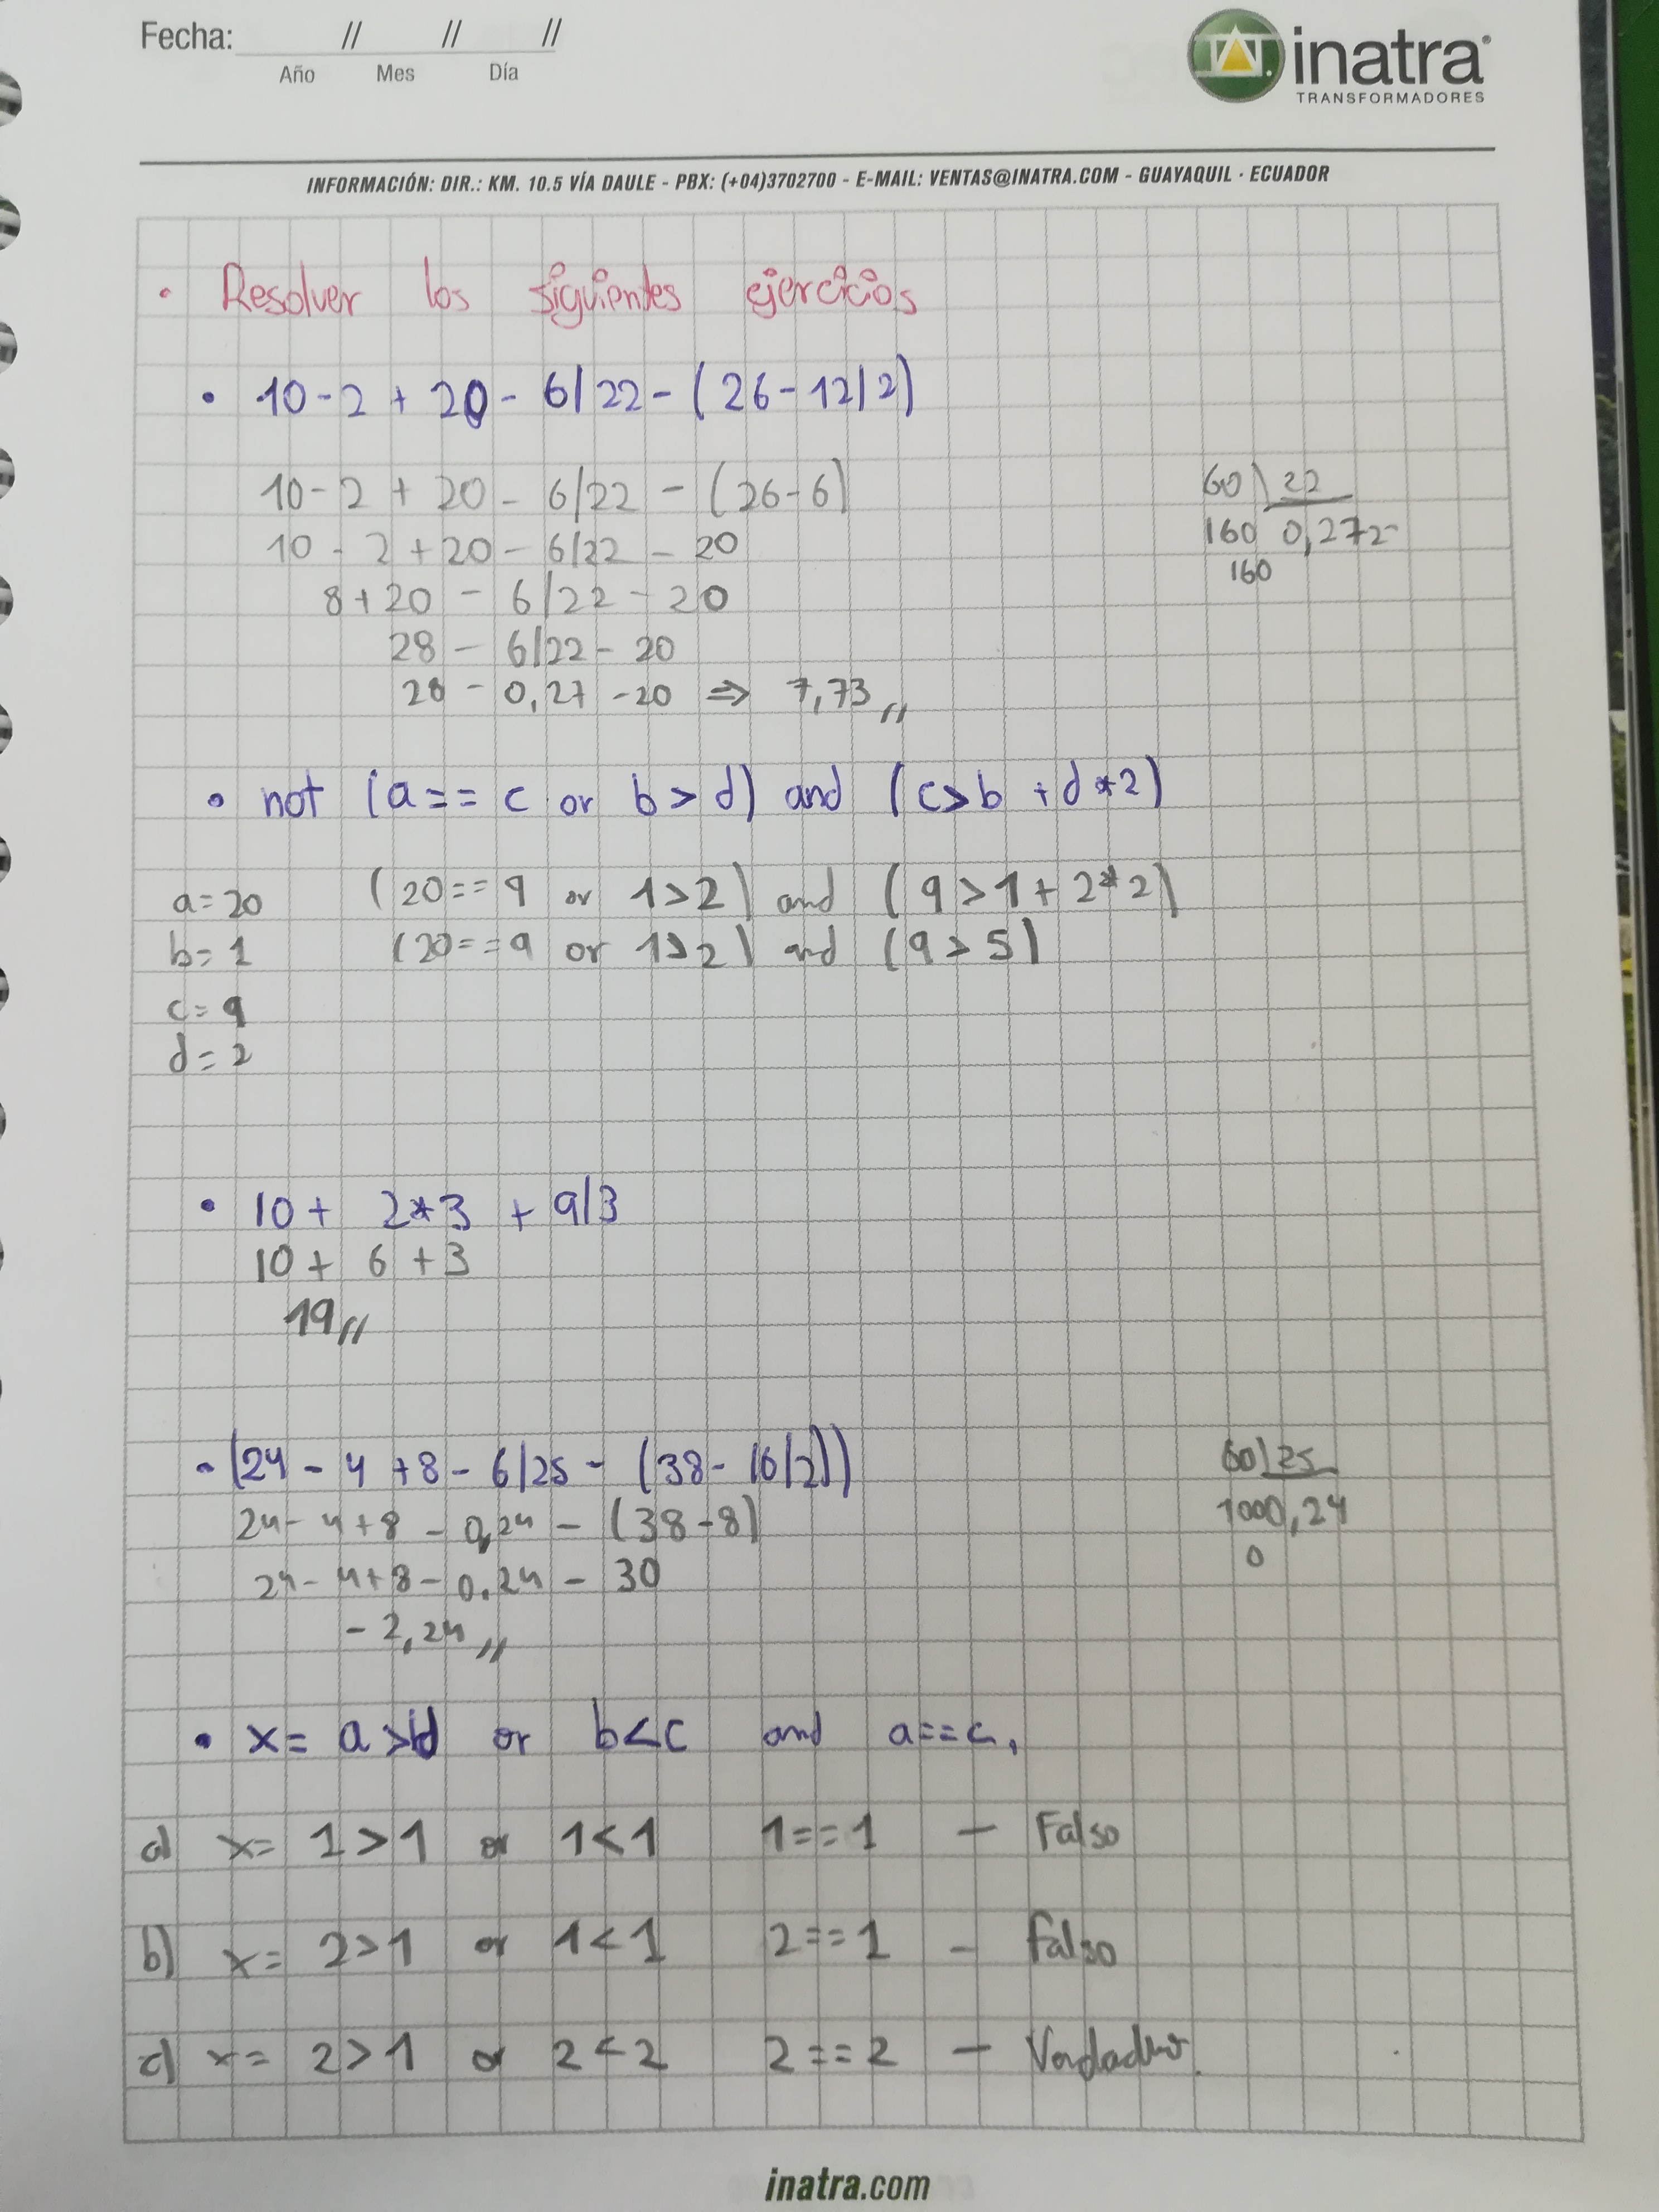 Fecha: // // //
Año Mes Día
inatra
TRANSFORMADORES
INFORMACIÓN: DIR.: KM. 10.5 VÍA DAULE - PBX: (+04)3702700 - E-MAIL: VENTAS@INATRA.COM - GUAYAQUIL - ECUADOR
• Resolver los siguientes ejercicios
• 10-2 + 20 - 6/22 - (26-12/2)
10-2 + 20 - 6/22 - (26-6)
10 - 2 + 20 - 6/22 - 20
8+20 - 6/22 - 20
28 - 6/22 - 20
28 - 0,27 - 20 ⇒ 7,73 //
60 22
160 0,272
160
• not (a == c or b > d) and (c > b + d * 2)
a = 20 (20 == 9 or 1 > 2) and (9 > 1 + 2*2)
b = 1 (20 == 9 or 1 > 2) and (9 > 5)
c = 9
d = 2
• 10 + 2*3 + 9/3
10 + 6 + 3
19 //
• (24 - 4 + 8 - 6/25 - (38 - 16/2))
24 - 4 + 8 - 0,24 - (38 - 8)
24 - 4 + 8 - 0,24 - 30
- 2,24 //
60 25
100 0,24
0
• x = a > b or b < c and a == c,
a) x = 1 > 1 or 1 < 1 1 == 1 - Falso
b) x = 2 > 1 or 1 < 1 2 == 1 - Falso
c) x = 2 > 1 or 2 < 2 2 == 2 - Verdadero.
inatra.com